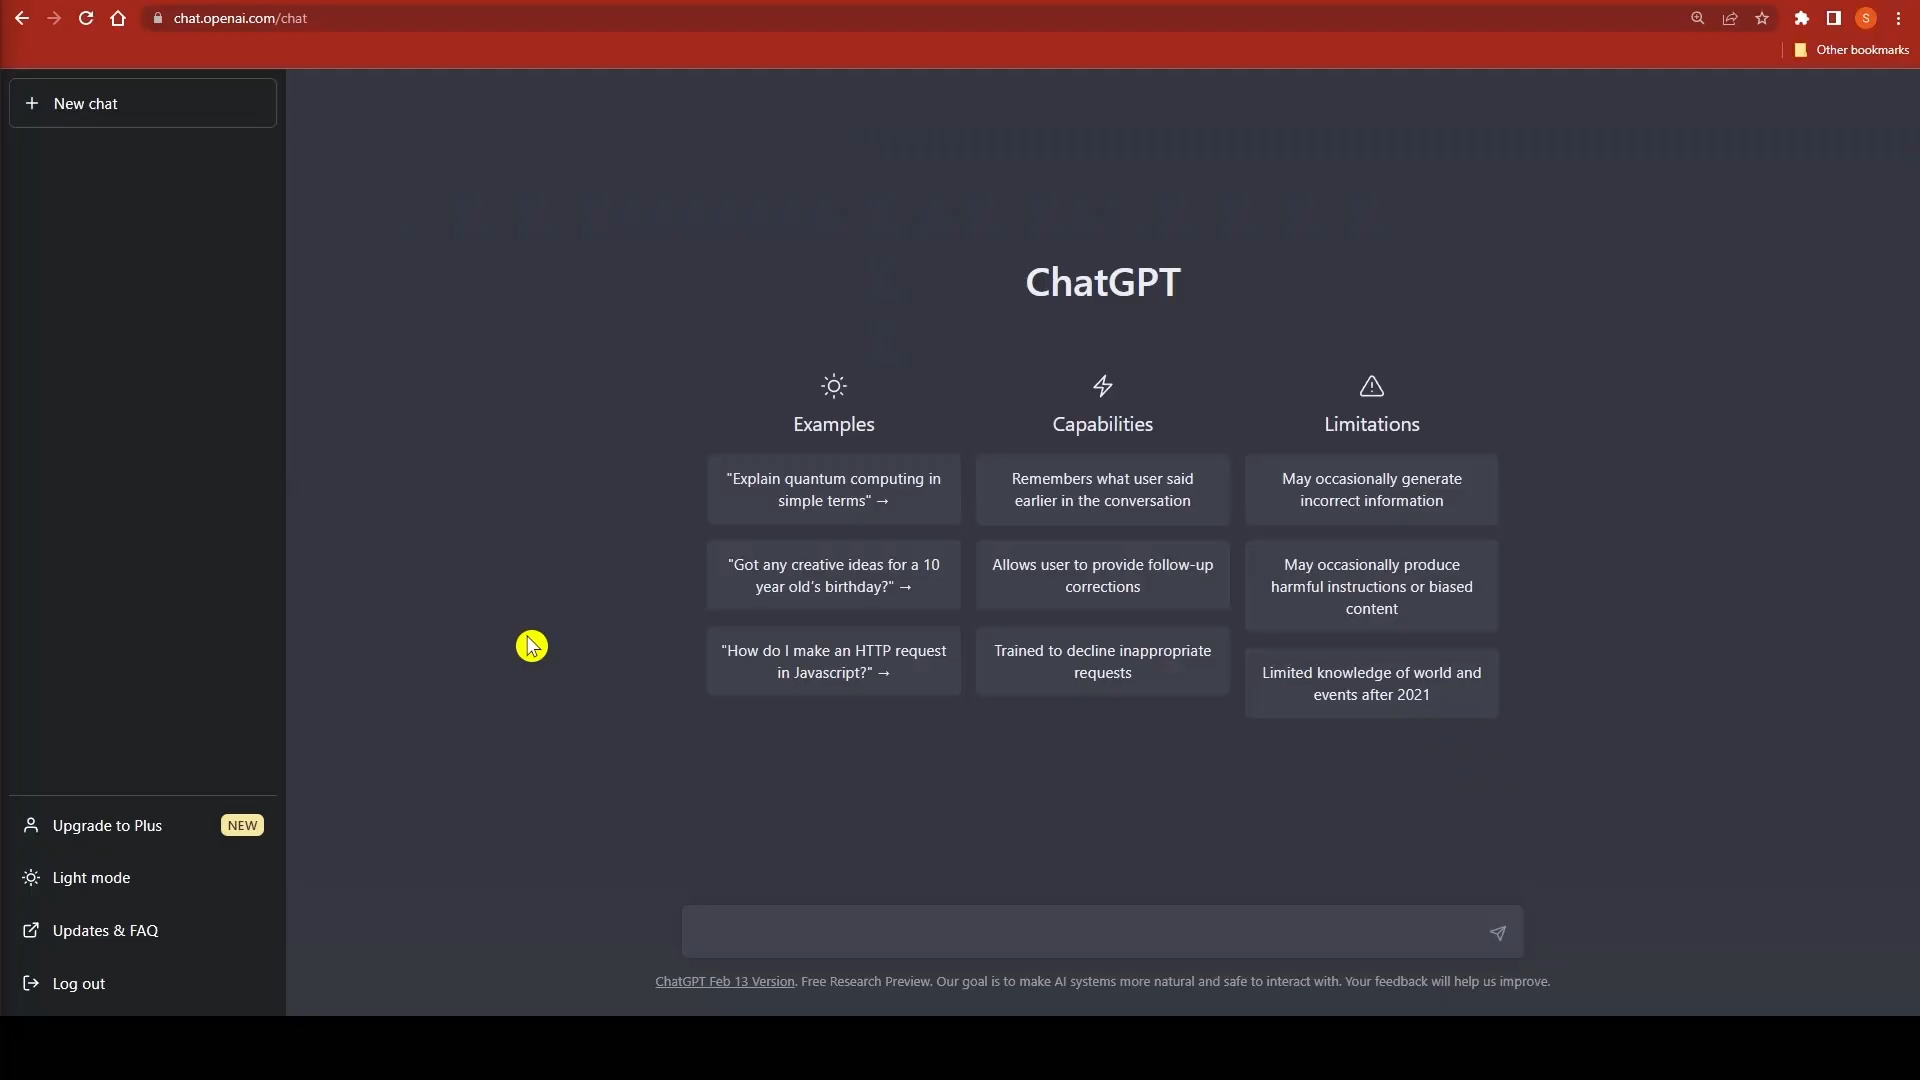 chat.openai.com/chat
S
Other bookmarks
New chat
ChatGPT
Examples
Capabilities
Limitations
"Explain quantum computing in
simple terms" →
Remembers what user said
earlier in the conversation
May occasionally generate
incorrect information
"Got any creative ideas for a 10
year old's birthday?" →
Allows user to provide follow-up
corrections
May occasionally produce
harmful instructions or biased
content
"How do I make an HTTP request
in Javascript?" →
Trained to decline inappropriate
requests
Limited knowledge of world and
events after 2021
Upgrade to Plus NEW
Light mode
Updates & FAQ
Log out
ChatGPT Feb 13 Version. Free Research Preview. Our goal is to make AI systems more natural and safe to interact with. Your feedback will help us improve.